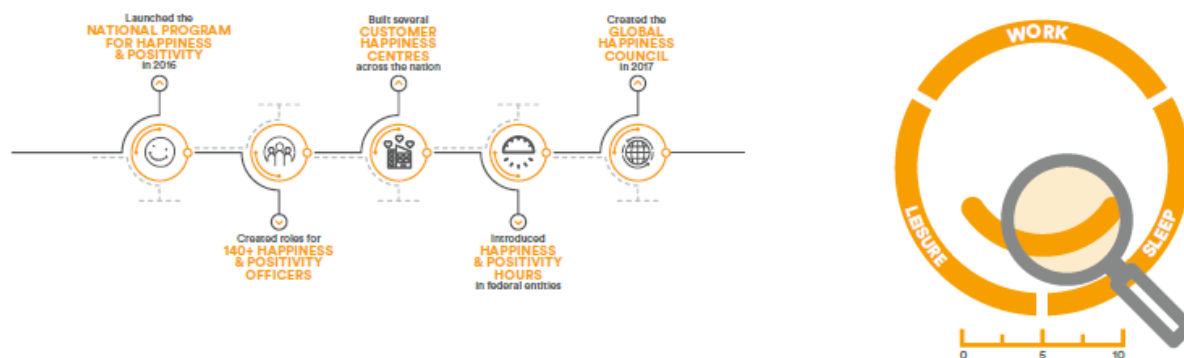 Launched the
NATIONAL PROGRAM
FOR HAPPINESS
& POSITIVITY
in 2016
Created roles for
140+ HAPPINESS
& POSITIVITY
OFFICERS
Built several
CUSTOMER
HAPPINESS
CENTRES
across the nation
Introduced
HAPPINESS
& POSITIVITY
HOURS
in federal entities
Created the
GLOBAL
HAPPINESS
COUNCIL
in 2017
WORK
LEISURE
SLEEP
0 5 10